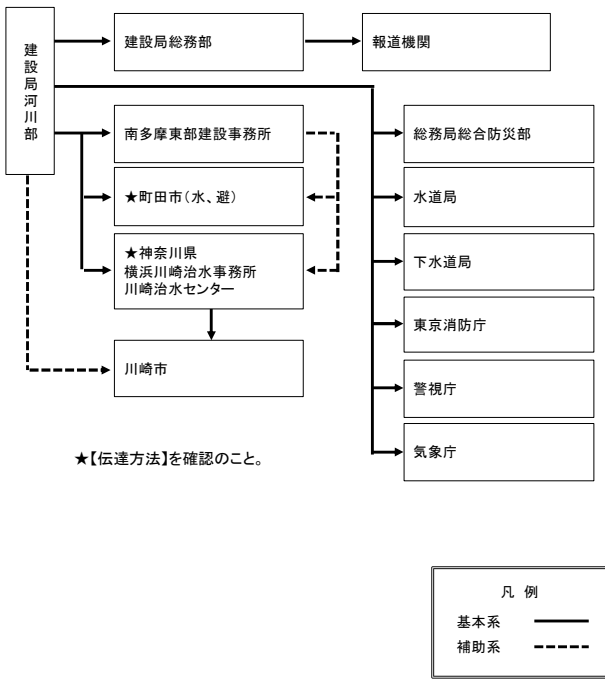 建設局河川部
建設局総務部
報道機関
南多摩東部建設事務所
★町田市（水、避）
★神奈川県
横浜川崎治水事務所
川崎治水センター
川崎市
総務局総合防災部
水道局
下水道局
東京消防庁
警視庁
気象庁
★【伝達方法】を確認のこと。
凡 例
基本系
補助系